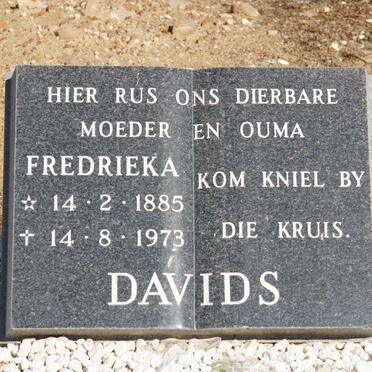 HIER RUS ONS DIERBARE
MOEDER EN OUMA
FREDRIEKA
☆ 14·2·1885
✝ 14·8·1973
KOM KNIEL BY
DIE KRUIS.
DAVIDS